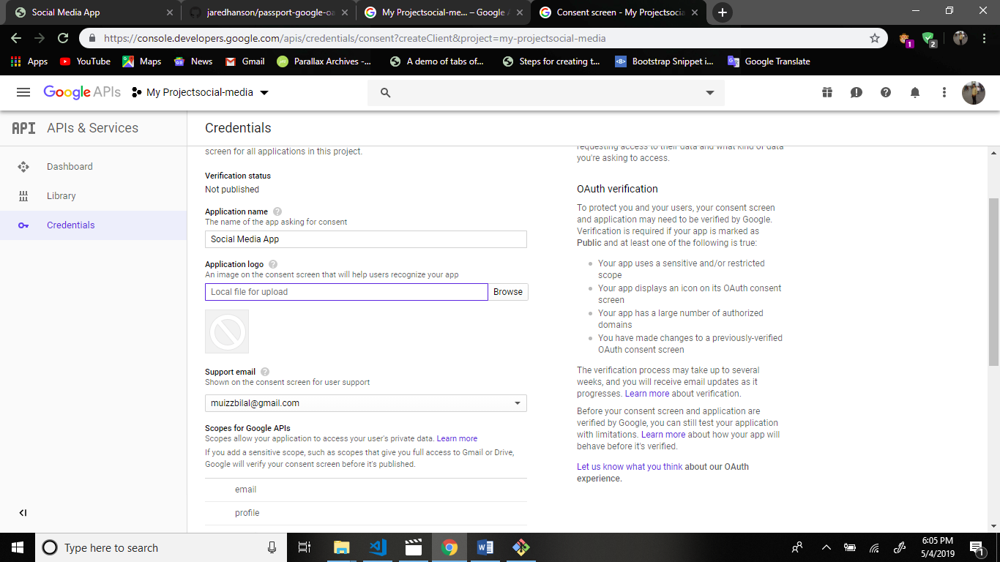 Social Media App
jaredhanson/passport-google-oa
My Projectsocial-me... – Google A
Consent screen - My Projectsocia
https://console.developers.google.com/apis/credentials/consent?createClient&project=my-projectsocial-media
1
2
Apps
YouTube
Maps
News
Gmail
Parallax Archives -...
A demo of tabs of...
Steps for creating t...
Bootstrap Snippet i...
Google Translate
Google APIs
My Projectsocial-media
API APIs & Services
Credentials
Dashboard
Library
Credentials
screen for all applications in this project.
Verification status
Not published
Application name
The name of the app asking for consent
Social Media App
Application logo
An image on the consent screen that will help users recognize your app
Local file for upload
Browse
Support email
Shown on the consent screen for user support
muizzbilal@gmail.com
Scopes for Google APIs
Scopes allow your application to access your user's private data. Learn more
If you add a sensitive scope, such as scopes that give you full access to Gmail or Drive,
Google will verify your consent screen before it's published.
email
profile
requesting access to their data and what kind of data
you're asking to access.
OAuth verification
To protect you and your users, your consent screen
and application may need to be verified by Google.
Verification is required if your app is marked as
Public and at least one of the following is true:
Your app uses a sensitive and/or restricted
scope
Your app displays an icon on its OAuth consent
screen
Your app has a large number of authorized
domains
You have made changes to a previously-verified
OAuth consent screen
The verification process may take up to several
weeks, and you will receive email updates as it
progresses. Learn more about verification.
Before your consent screen and application are
verified by Google, you can still test your application
with limitations. Learn more about how your app will
behave before it's verified.
Let us know what you think about our OAuth
experience.
Type here to search
6:05 PM
5/4/2019
1